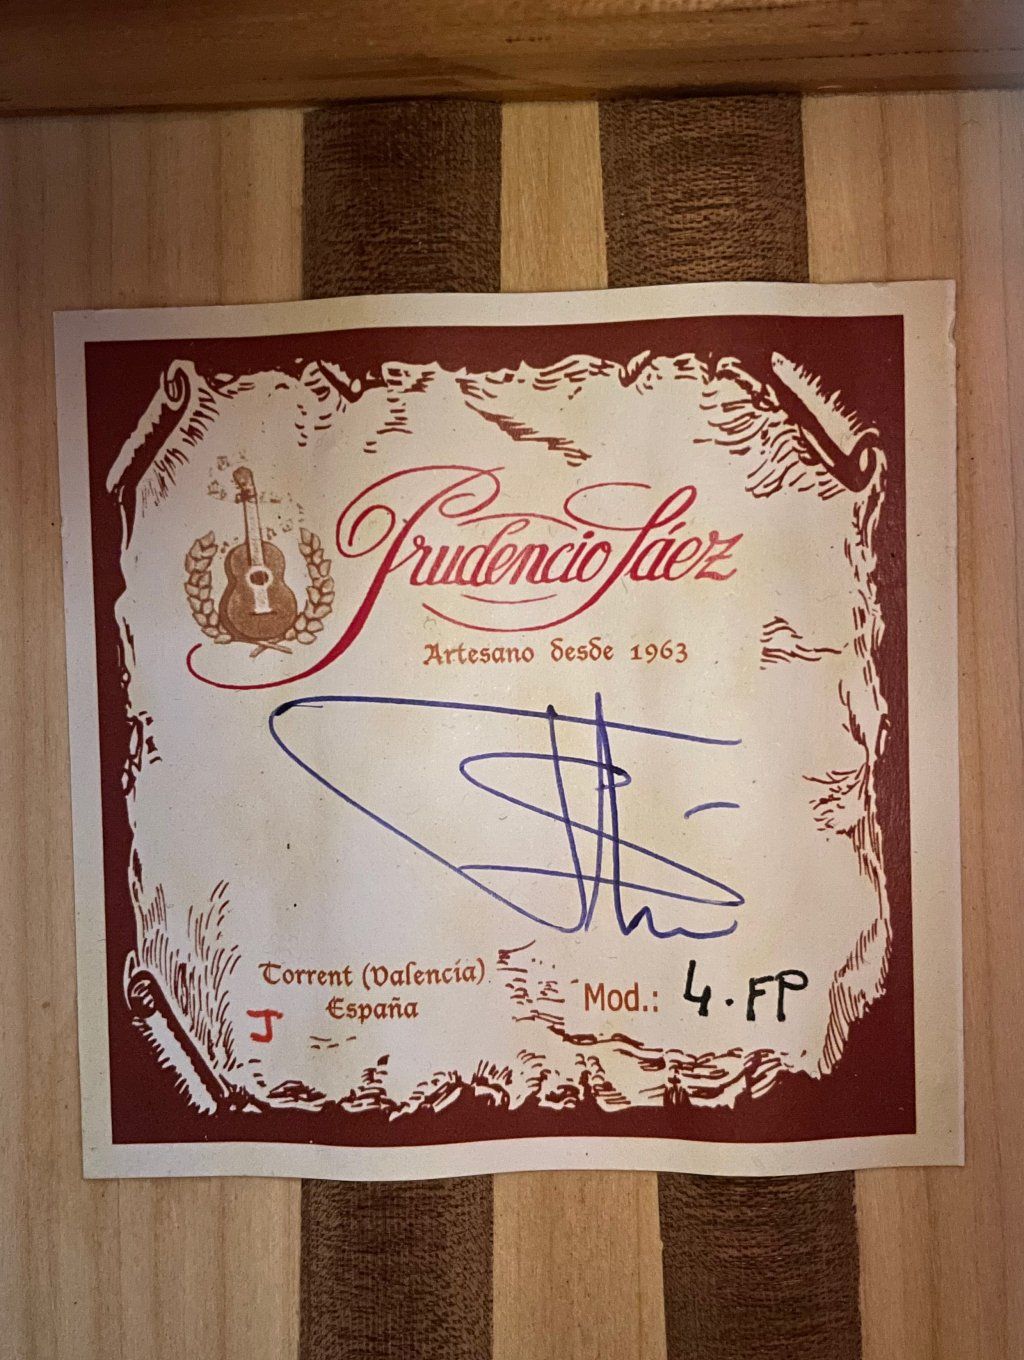 Prudencio Sáez
Artesano desde 1963
Torrent (Valencia)
España
J
Mod.: 4.FP